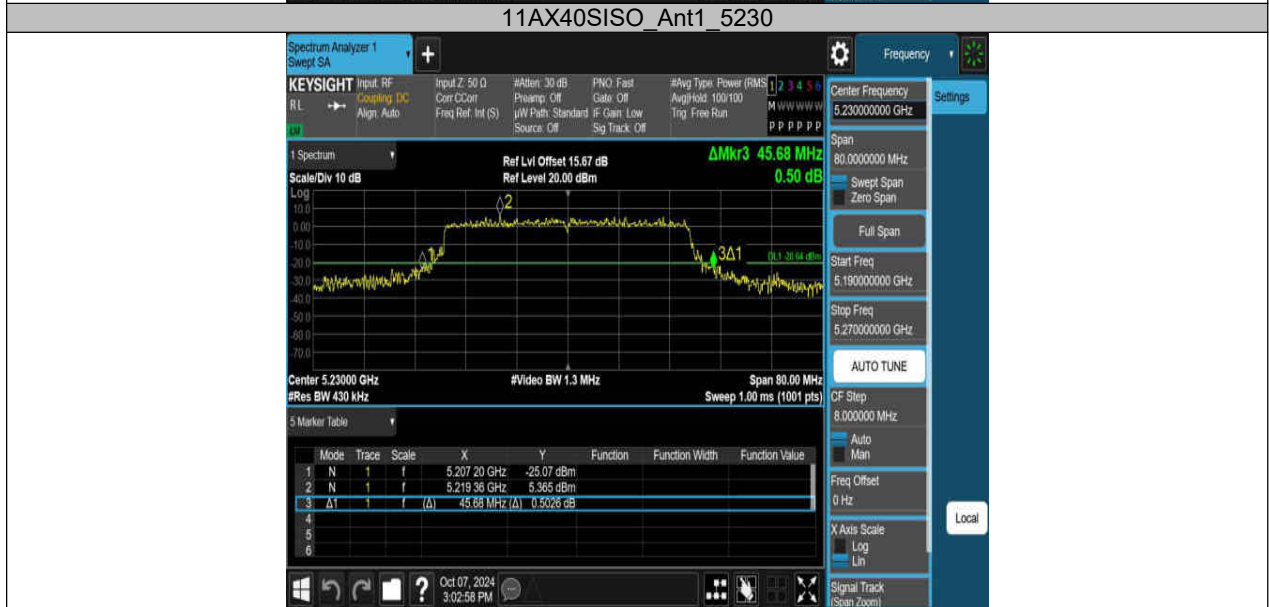 11AX40SISO_Ant1_5230
Spectrum Analyzer 1
Swept SA
+
Frequency
KEYSIGHT Input: RF Input Z: 50 Ω #Atten: 30 dB PNO: Fast #Avg Type: Power (RMS 1 2 3 4 5 6
RL Coupling: DC Corr CCorr Preamp: Off Gate: Off Avg|Hold: 100/100 M W W W W W
Align: Auto Freq Ref: Int (S) µW Path: Standard IF Gain: Low Trig: Free Run
Source: Off Sig Track: Off P P P P P P
Center Frequency
5.230000000 GHz
Settings
1 Spectrum
Ref Lvl Offset 15.67 dB
ΔMkr3 45.68 MHz
Scale/Div 10 dB
Ref Level 20.00 dBm
0.50 dB
Log
10.0
0.00
-10.0
-20.0
-30.0
-40.0
-50.0
-60.0
-70.0
2
1
3Δ1
Span
80.0000000 MHz
Swept Span
Zero Span
Full Span
Start Freq
5.190000000 GHz
Stop Freq
5.270000000 GHz
AUTO TUNE
Center 5.23000 GHz #Video BW 1.3 MHz Span 80.00 MHz
#Res BW 430 kHz Sweep 1.00 ms (1001 pts)
CF Step
8.000000 MHz
Auto
Man
5 Marker Table
Mode Trace Scale X Y Function Function Width Function Value
1 N 1 f 5.207 20 GHz -25.07 dBm
2 N 1 f 5.219 36 GHz 5.365 dBm
3 Δ1 1 f (Δ) 45.68 MHz (Δ) 0.5026 dB
4
5
6
Freq Offset
0 Hz
X Axis Scale
Log
Lin
Local
Signal Track
(Span Zoom)
?
Oct 07, 2024
3:02:58 PM